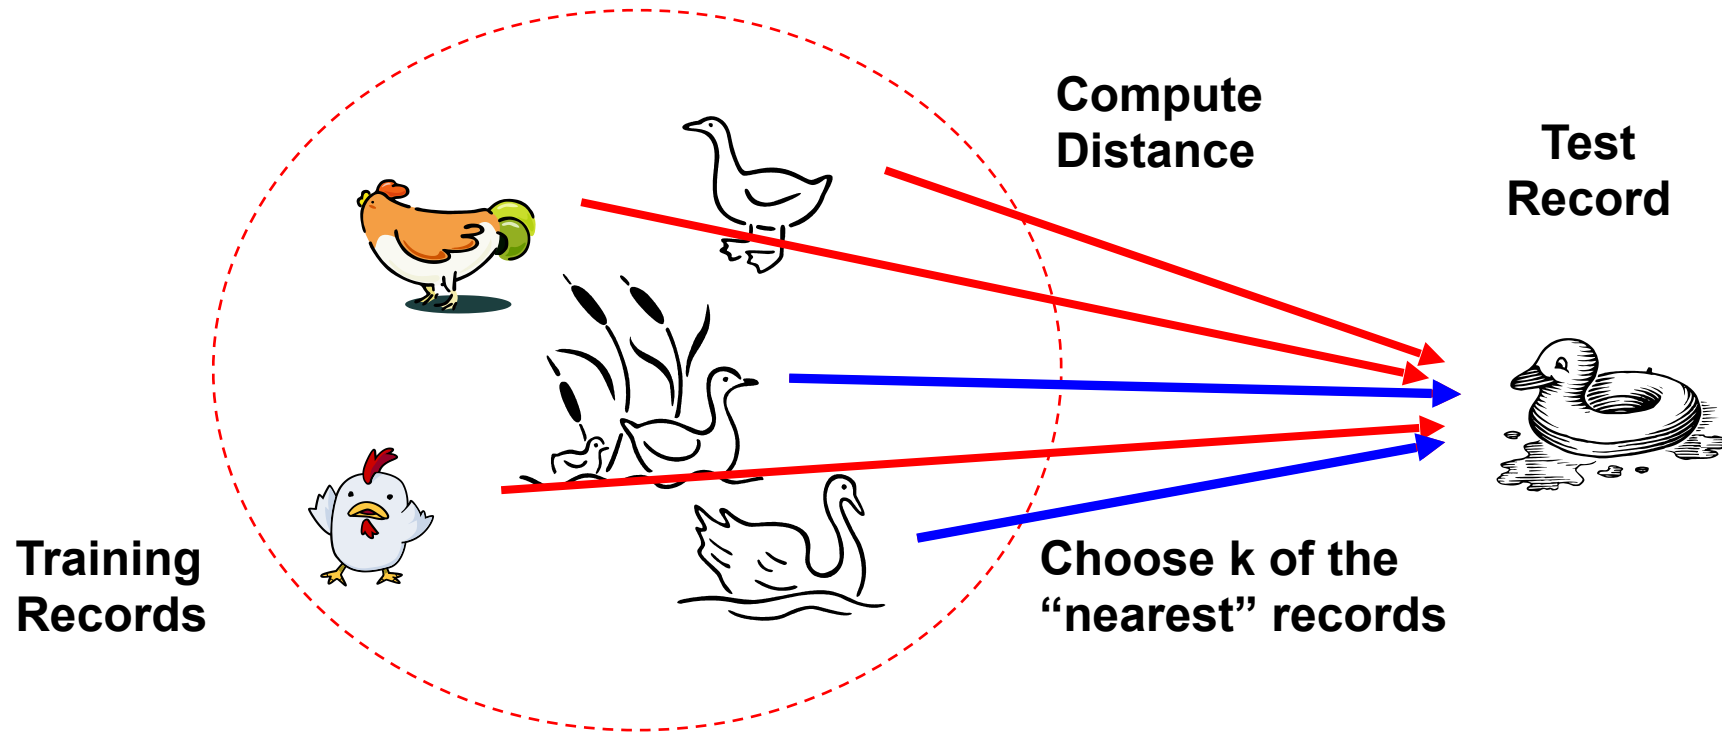 Compute
Distance
Test
Record
Training
Records
Choose k of the
“nearest” records